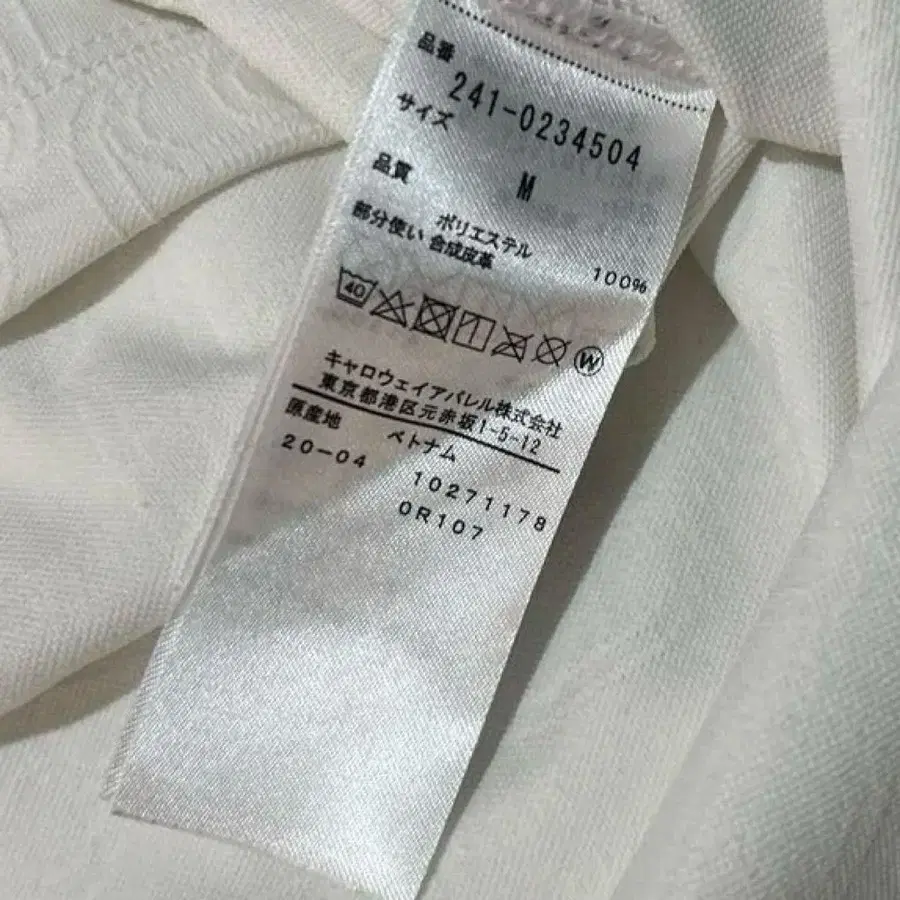 品番
241-0234504
サイズ
M
品質
ポリエステル 100%
部分使い 合成皮革
40
W
キャロウェイアパレル株式会社
東京都港区元赤坂1-5-12
原産地 ベトナム
20-04 10271178
0R107